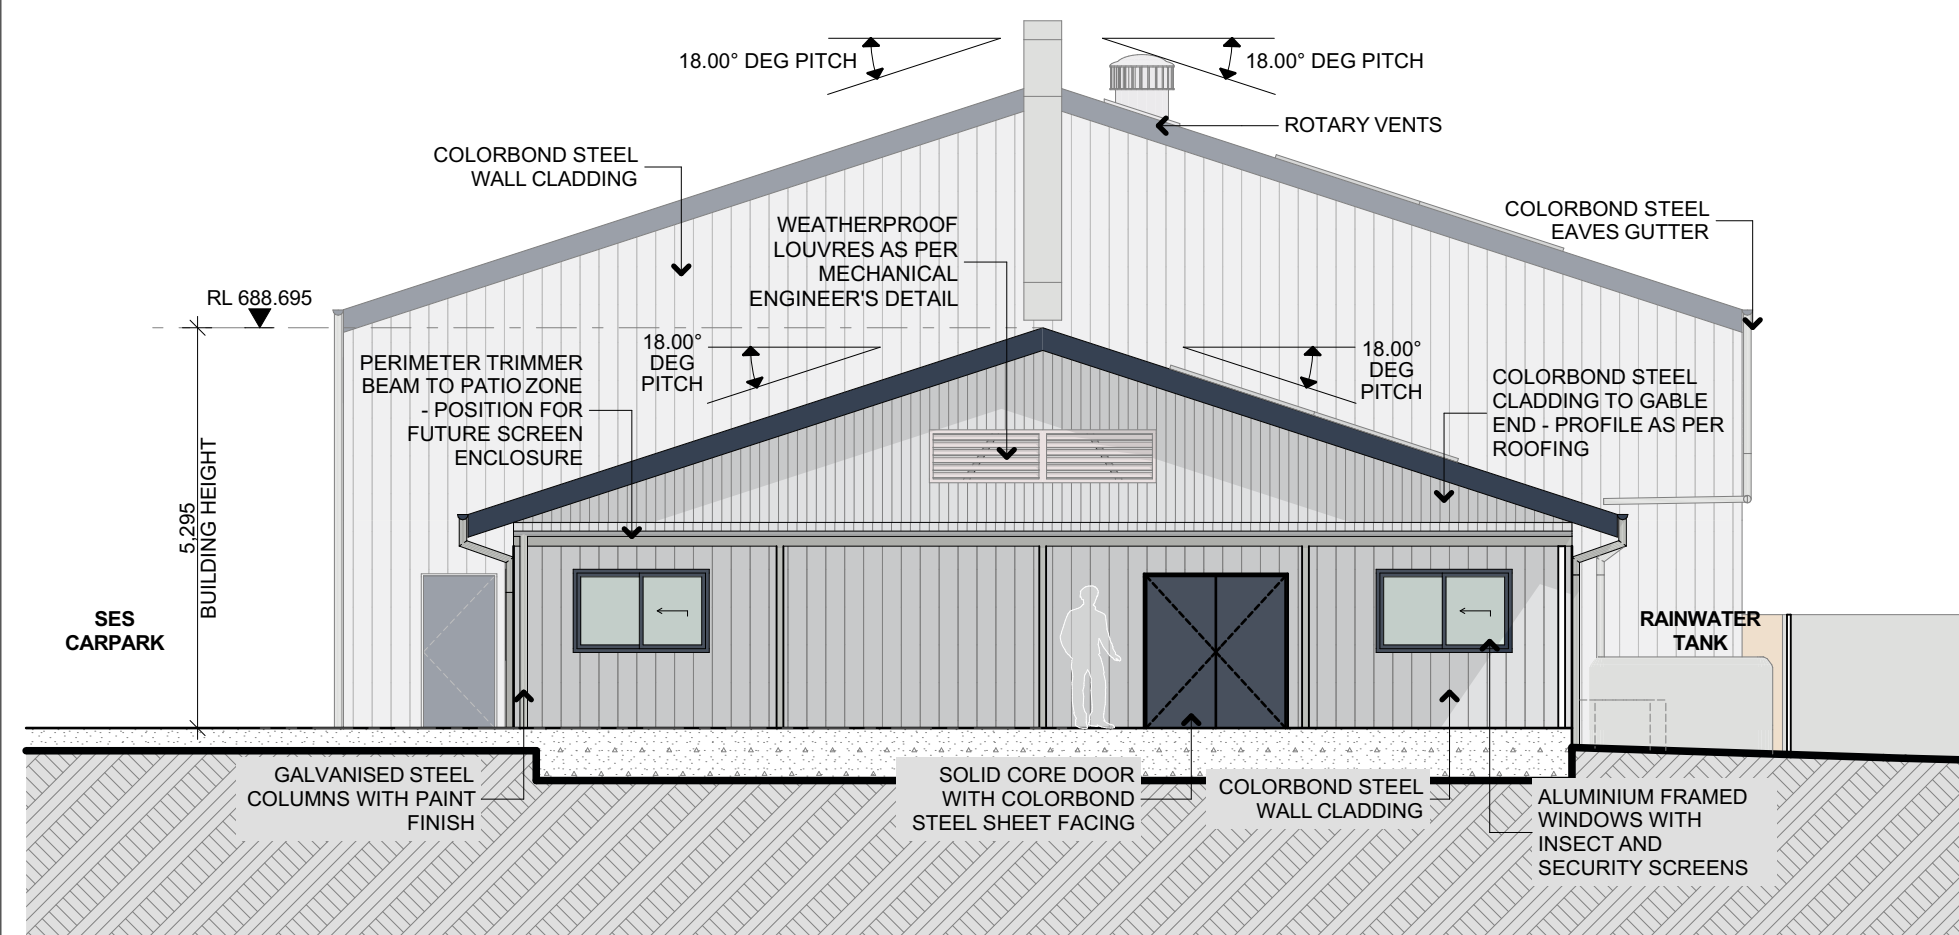 18.00° DEG PITCH
18.00° DEG PITCH
ROTARY VENTS
COLORBOND STEEL
WALL CLADDING
COLORBOND STEEL
EAVES GUTTER
WEATHERPROOF
LOUVRES AS PER
MECHANICAL
ENGINEER'S DETAIL
RL 688.695
18.00°
DEG
PITCH
18.00°
DEG
PITCH
PERIMETER TRIMMER
BEAM TO PATIO ZONE
- POSITION FOR
FUTURE SCREEN
ENCLOSURE
COLORBOND STEEL
CLADDING TO GABLE
END - PROFILE AS PER
ROOFING
5,295
BUILDING HEIGHT
SES
CARPARK
RAINWATER
TANK
GALVANISED STEEL
COLUMNS WITH PAINT
FINISH
SOLID CORE DOOR
WITH COLORBOND
STEEL SHEET FACING
COLORBOND STEEL
WALL CLADDING
ALUMINIUM FRAMED
WINDOWS WITH
INSECT AND
SECURITY SCREENS